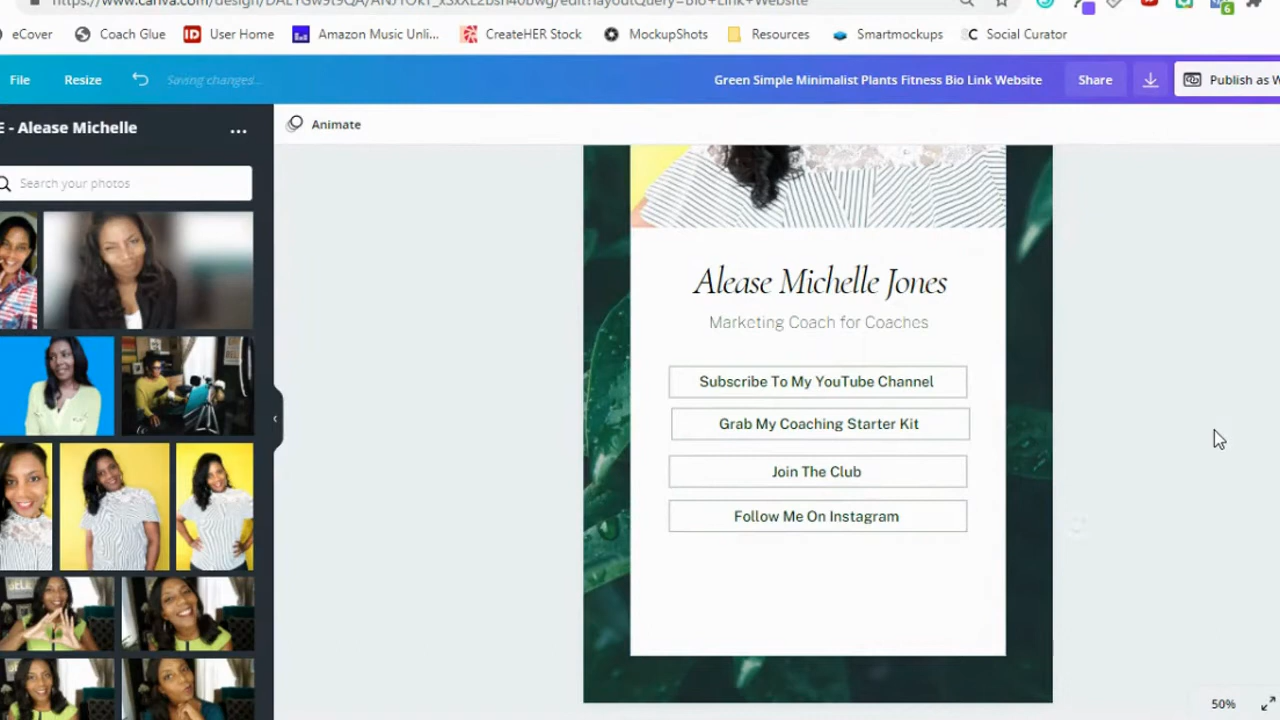 eCover Coach Glue ID User Home Amazon Music Unli... CreateHER Stock MockupShots Resources Smartmockups Social Curator
File Resize Saving changes... Green Simple Minimalist Plants Fitness Bio Link Website Share Publish as W
E - Alease Michelle ...
Animate
Search your photos
Alease Michelle Jones
Marketing Coach for Coaches
Subscribe To My YouTube Channel
Grab My Coaching Starter Kit
Join The Club
Follow Me On Instagram
50%